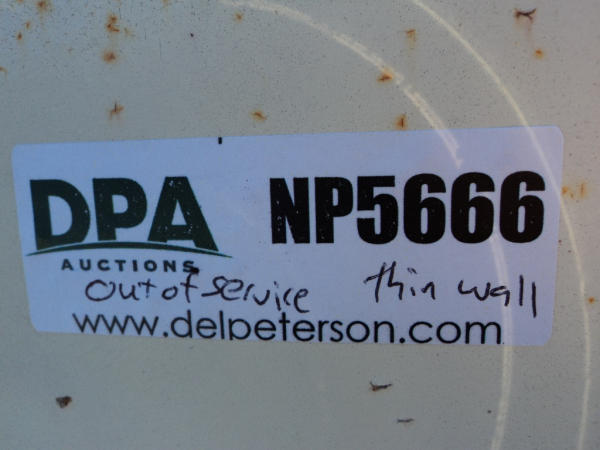 DPA NP5666
AUCTIONS
out of service thin wall
www.delpeterson.com